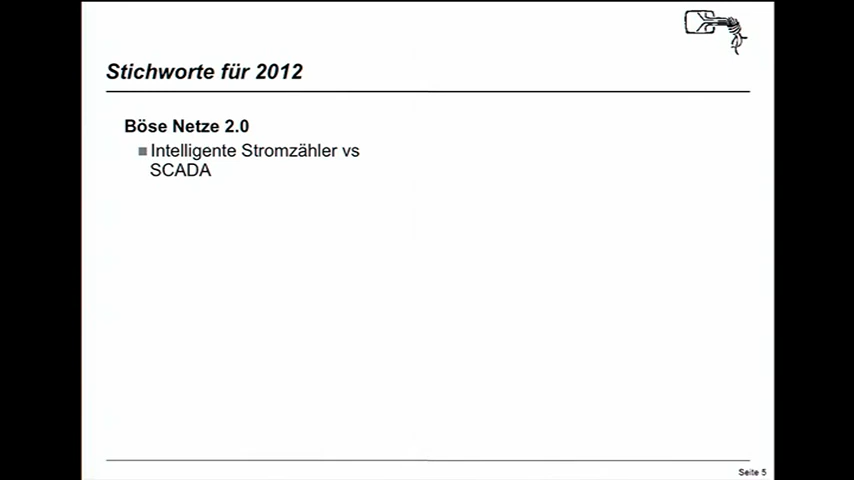 Stichworte für 2012
Böse Netze 2.0
Intelligente Stromzähler vs
SCADA
Seite 5